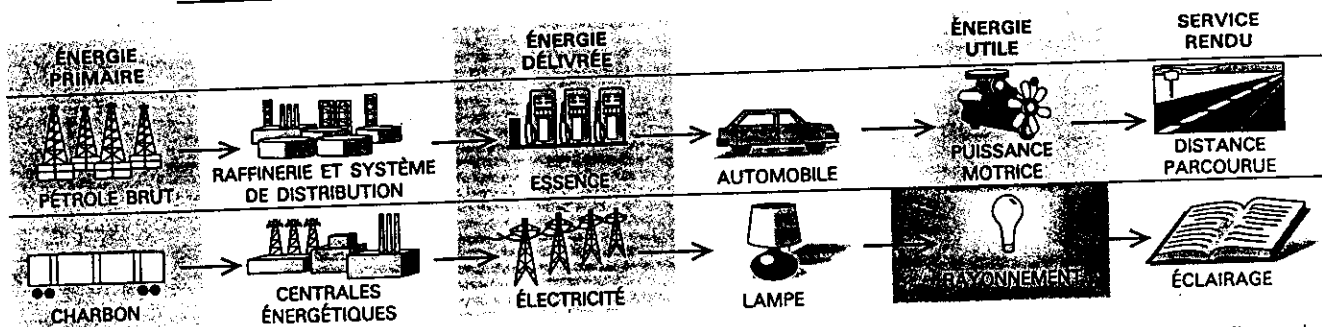 ÉNERGIE
PRIMAIRE
ÉNERGIE
DÉLIVRÉE
ÉNERGIE
UTILE
SERVICE
RENDU
PÉTROLE BRUT
RAFFINERIE ET SYSTÈME
DE DISTRIBUTION
ESSENCE
AUTOMOBILE
PUISSANCE
MOTRICE
DISTANCE
PARCOURUE
CHARBON
CENTRALES
ÉNERGÉTIQUES
ÉLECTRICITÉ
LAMPE
RAYONNEMENT
ÉCLAIRAGE